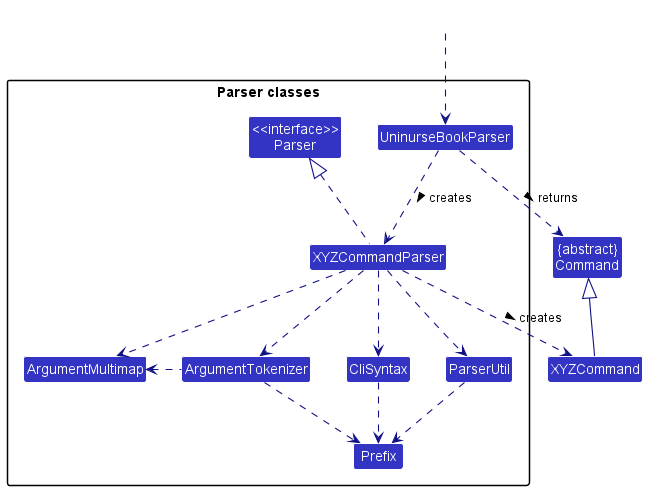 Parser classes
<<interface>>
Parser
UninurseBookParser
creates
returns
XYZCommandParser
{abstract}
Command
creates
ArgumentMultimap
ArgumentTokenizer
CliSyntax
ParserUtil
XYZCommand
Prefix